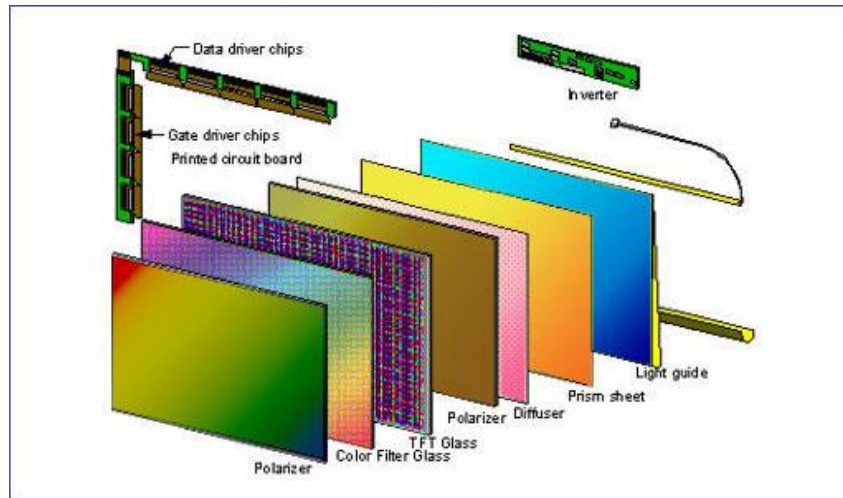 Data driver chips
Inverter
Gate driver chips
Printed circuit board
Light guide
Prism sheet
Diffuser
Polarizer
TFT Glass
Color Filter Glass
Polarizer